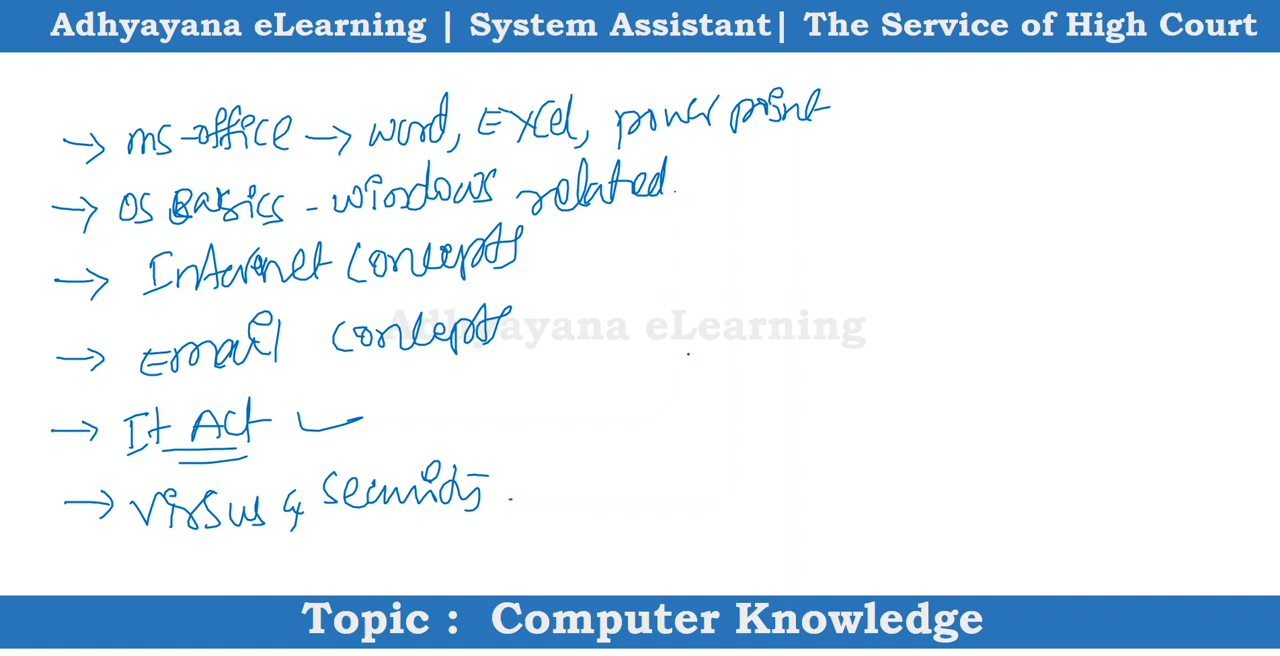 Adhyayana eLearning | System Assistant| The Service of High Court
→ ms-office → word, Excel, power point
→ OS Basics - windows related.
→ Internet concepts
→ Email concepts
Adhyayana eLearning
→ It Act ✓
→ Virsus & security.
Topic : Computer Knowledge